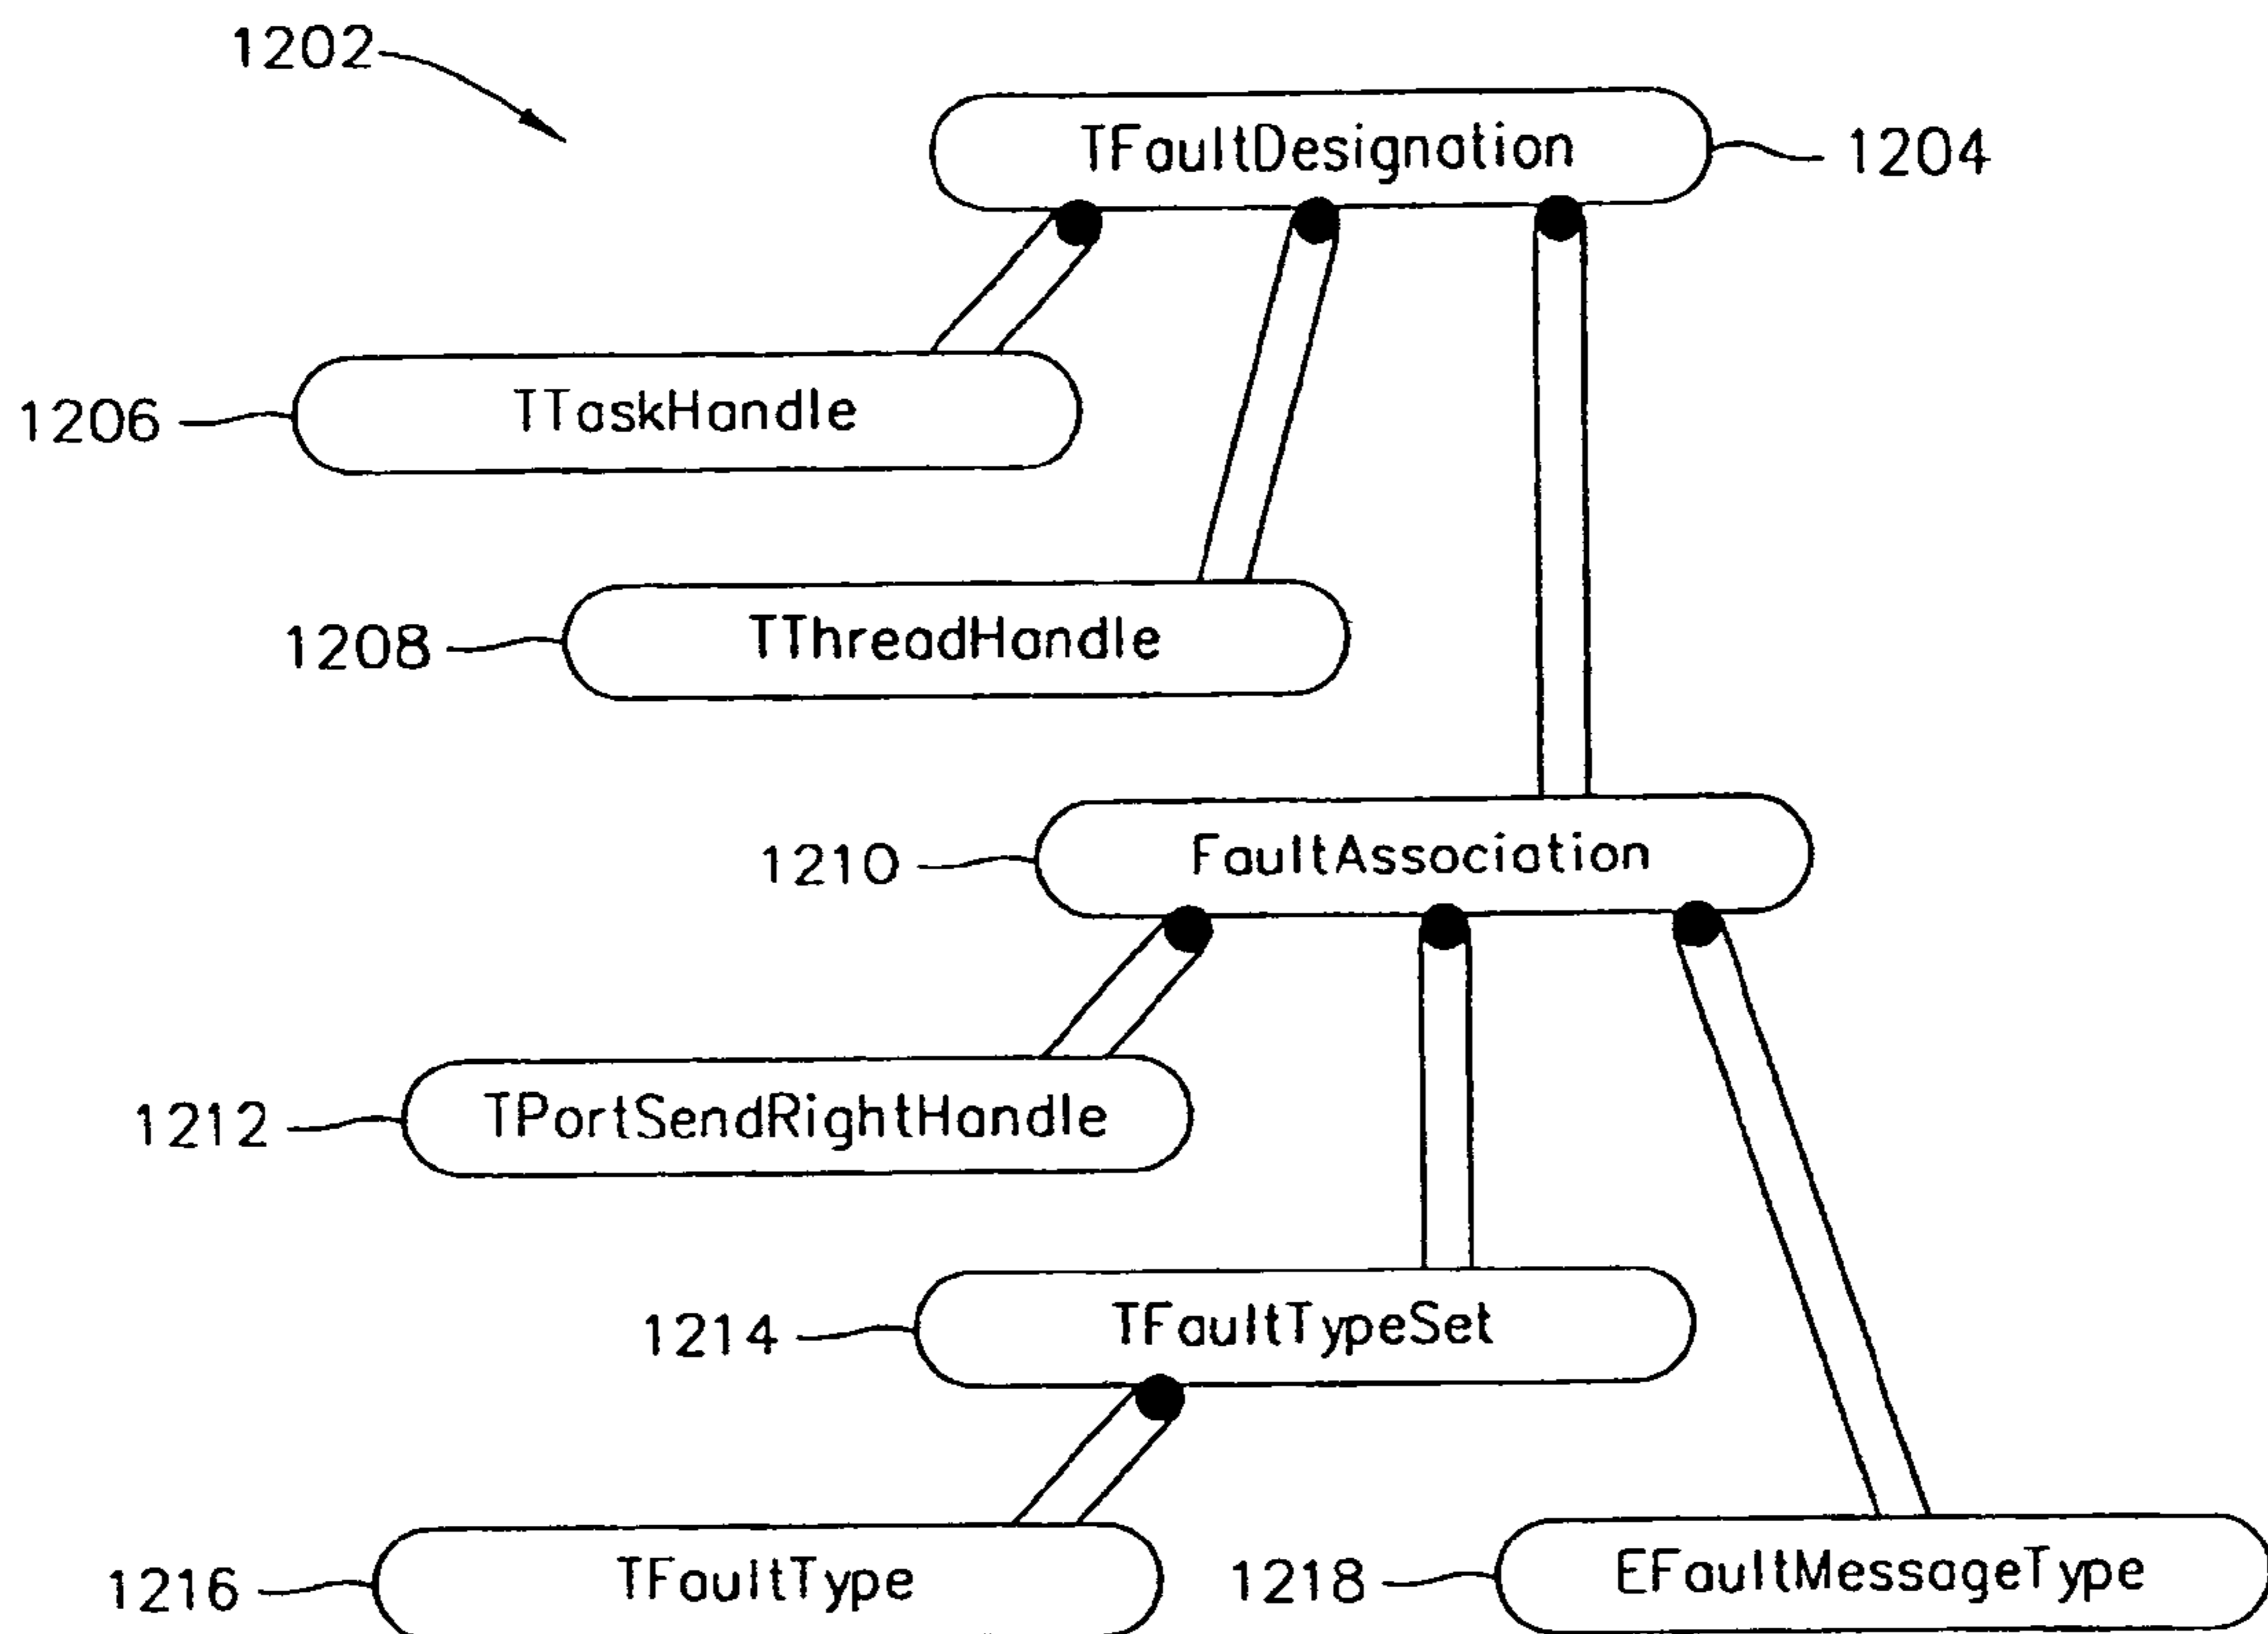 1202
TFaultDesignation 1204
1206 TTaskHandle
1208 TThreadHandle
1210 FaultAssociation
1212 TPortSendRightHandle
1214 TFaultTypeSet
1216 TFaultType 1218 EFaultMessageType